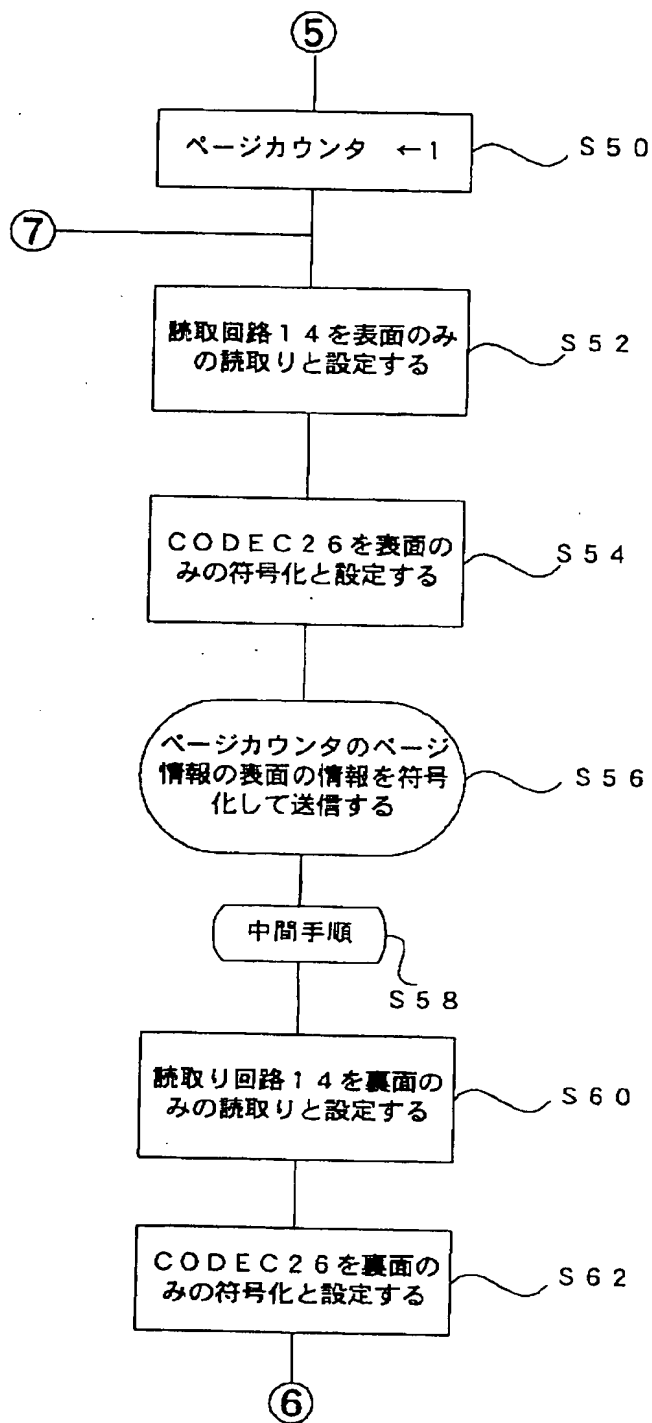 ⑤
ページカウンタ ←1
S50
⑦
読取回路14を表面のみ
の読取りと設定する
S52
CODEC26を表面の
みの符号化と設定する
S54
ページカウンタのページ
情報の表面の情報を符号
化して送信する
S56
中間手順
S58
読取り回路14を裏面の
みの読取りと設定する
S60
CODEC26を裏面の
みの符号化と設定する
S62
⑥